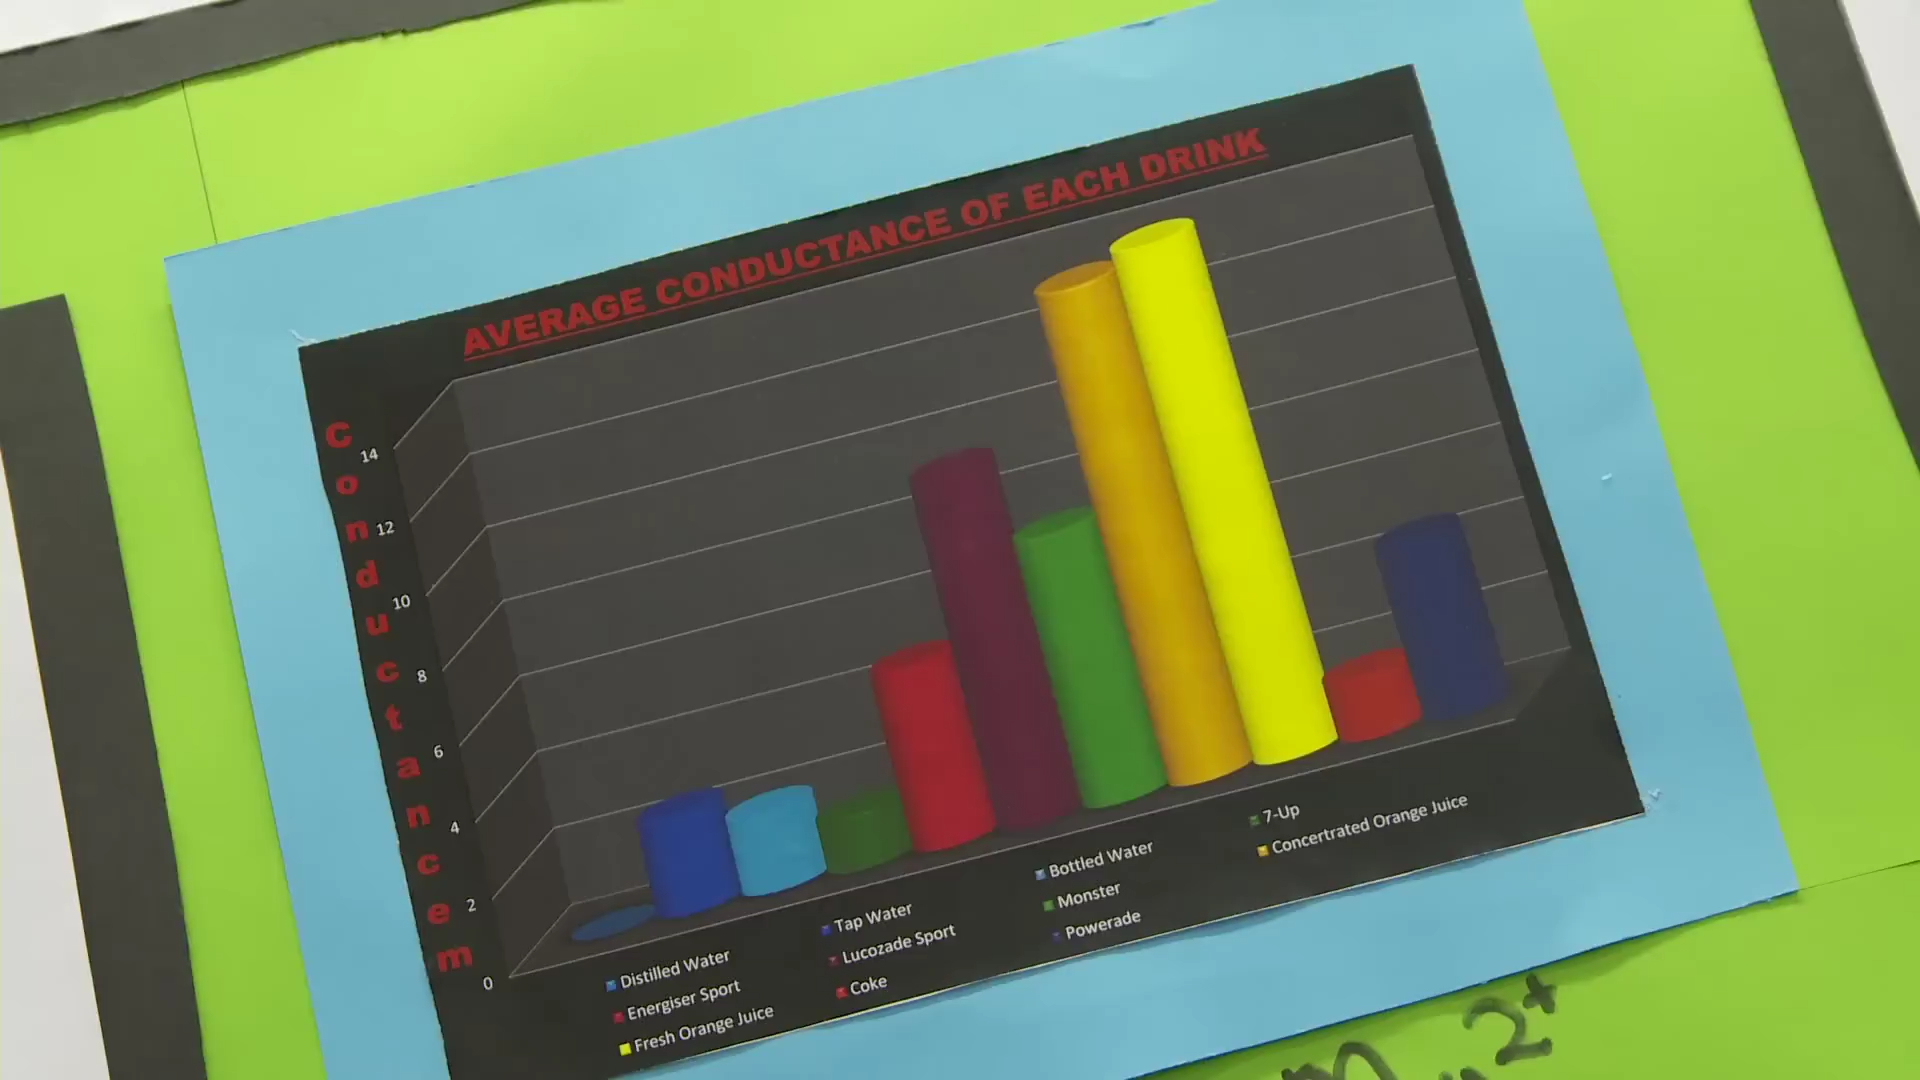 AVERAGE CONDUCTANCE OF EACH DRINK
Conductance m
14
12
10
8
6
4
2
0
Distilled Water
Tap Water
Bottled Water
7-Up
Energiser Sport
Lucozade Sport
Monster
Concertrated Orange Juice
Fresh Orange Juice
Coke
Powerade
2+